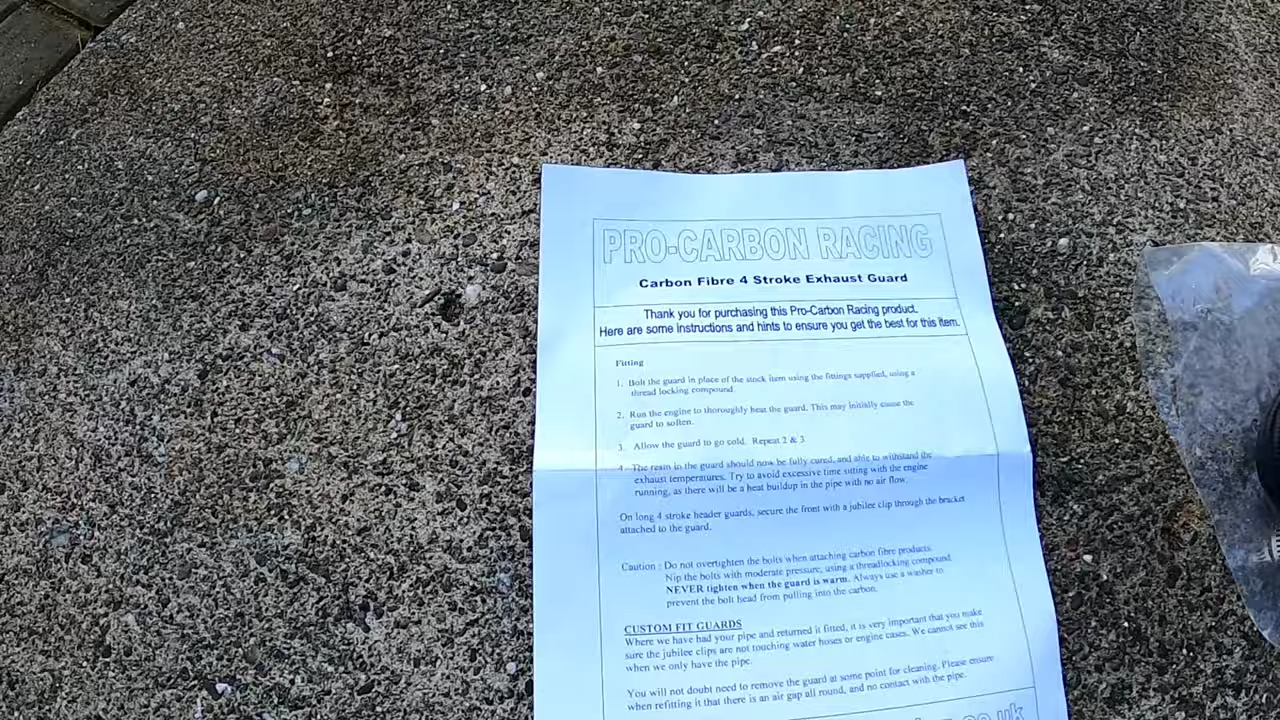 PRO-CARBON RACING
Carbon Fibre 4 Stroke Exhaust Guard
Thank you for purchasing this Pro-Carbon Racing product.
Here are some instructions and hints to ensure you get the best for this item.
Fitting
1. Bolt the guard in place of the stock item using the fittings supplied, using a
thread locking compound.
2. Run the engine to thoroughly heat the guard. This may initially cause the
guard to soften.
3. Allow the guard to go cold. Repeat 2 & 3
4. The resin in the guard should now be fully cured, and able to withstand the
exhaust temperatures. Try to avoid excessive time sitting with the engine
running, as there will be a heat buildup in the pipe with no air flow.
On long 4 stroke header guards, secure the front with a jubilee clip through the bracket
attached to the guard.
Caution : Do not overtighten the bolts when attaching carbon fibre products.
Nip the bolts with moderate pressure, using a threadlocking compound.
NEVER tighten when the guard is warm. Always use a washer to
prevent the bolt head from pulling into the carbon.
CUSTOM FIT GUARDS
Where we have had your pipe and returned it fitted, it is very important that you make
sure the jubilee clips are not touching water hoses or engine cases. We cannot see this
when we only have the pipe.
You will not doubt need to remove the guard at some point for cleaning. Please ensure
when refitting it that there is an air gap all round, and no contact with the pipe.
.co.uk